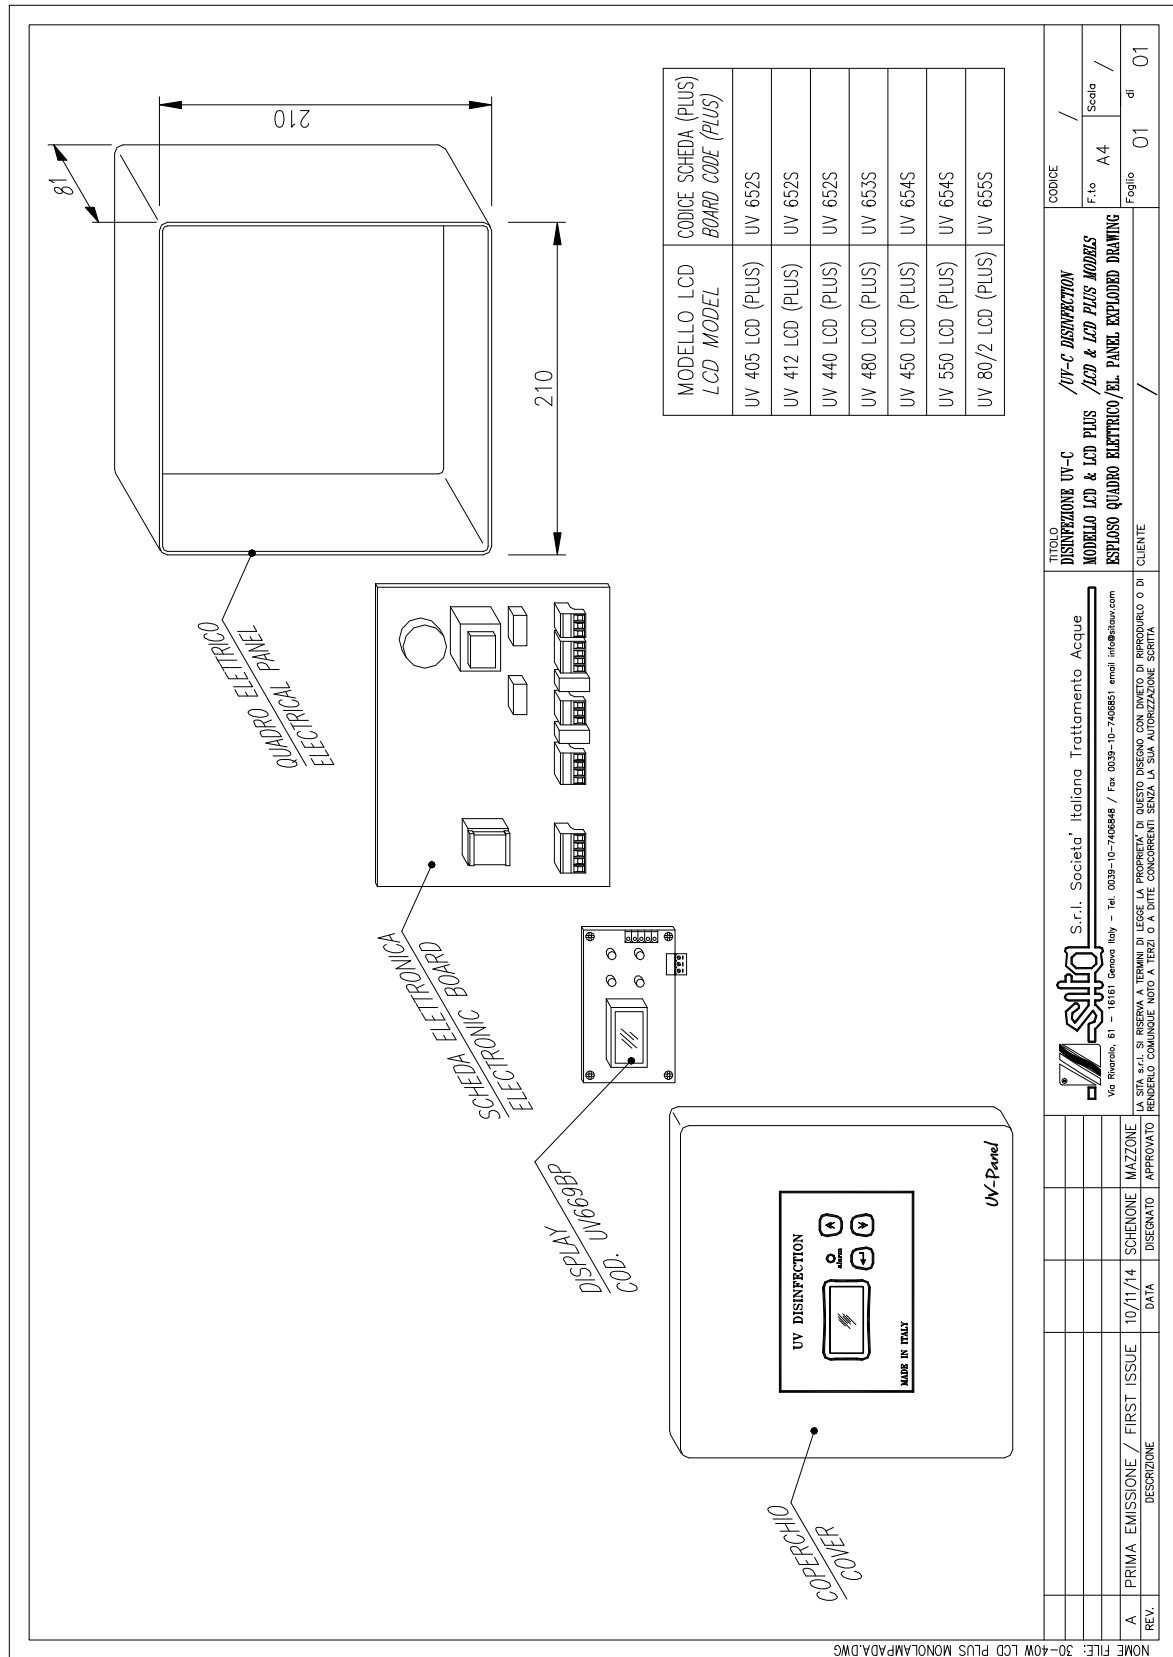 210
81
210
QUADRO ELETTRICO
ELECTRICAL PANEL
SCHEDA ELETTRONICA
ELECTRONIC BOARD
DISPLAY
COD. UV669BP
COPERCHIO
COVER
UV DISINFECTION
alarm
MADE IN ITALY
UV-Panel
MODELLO LCD
LCD MODEL
CODICE SCHEDA (PLUS)
BOARD CODE (PLUS)
UV 405 LCD (PLUS) UV 652S
UV 412 LCD (PLUS) UV 652S
UV 440 LCD (PLUS) UV 652S
UV 480 LCD (PLUS) UV 653S
UV 450 LCD (PLUS) UV 654S
UV 550 LCD (PLUS) UV 654S
UV 80/2 LCD (PLUS) UV 655S
A PRIMA EMISSIONE / FIRST ISSUE 10/11/14 SCHENONE MAZZONE
REV. DESCRIZIONE DATA DISEGNATO APPROVATO
sita S.r.l. Societa' Italiana Trattamento Acque
Via Rivarolo, 61 - 16161 Genova Italy - Tel. 0039-10-7406848 / Fax 0039-10-7406851 email info@sitauv.com
LA SITA s.r.l. SI RISERVA A TERMINI DI LEGGE LA PROPRIETA' DI QUESTO DISEGNO CON DIVIETO DI RIPRODURLO O DI
RENDERLO COMUNQUE NOTO A TERZI O A DITTE CONCORRENTI SENZA LA SUA AUTORIZZAZIONE SCRITTA
TITOLO
DISINFEZIONE UV-C /UV-C DISINFECTION
MODELLO LCD & LCD PLUS /LCD & LCD PLUS MODELS
ESPLOSO QUADRO ELETTRICO/EL. PANEL EXPLODED DRAWING
CLIENTE /
CODICE /
F.to A4 Scala /
Foglio 01 di 01
NOME FILE: 30-40W LCD PLUS MONOLAMPADA.DWG